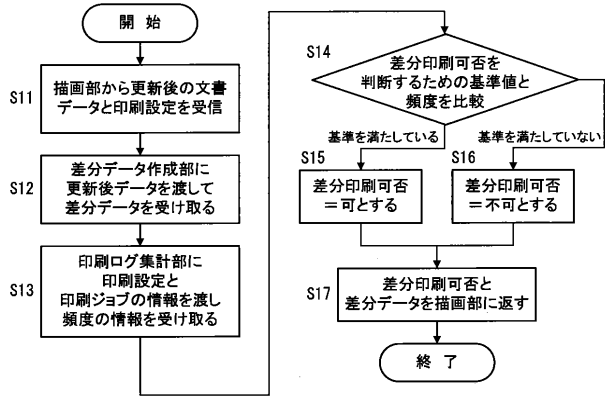 開始
S11
描画部から更新後の文書
データと印刷設定を受信
S12
差分データ作成部に
更新後データを渡して
差分データを受け取る
S13
印刷ログ集計部に
印刷設定と
印刷ジョブの情報を渡し
頻度の情報を受け取る
S14
差分印刷可否を
判断するための基準値と
頻度を比較
基準を満たしている
基準を満たしていない
S15
差分印刷可否
＝可とする
S16
差分印刷可否
＝不可とする
S17
差分印刷可否と
差分データを描画部に返す
終了